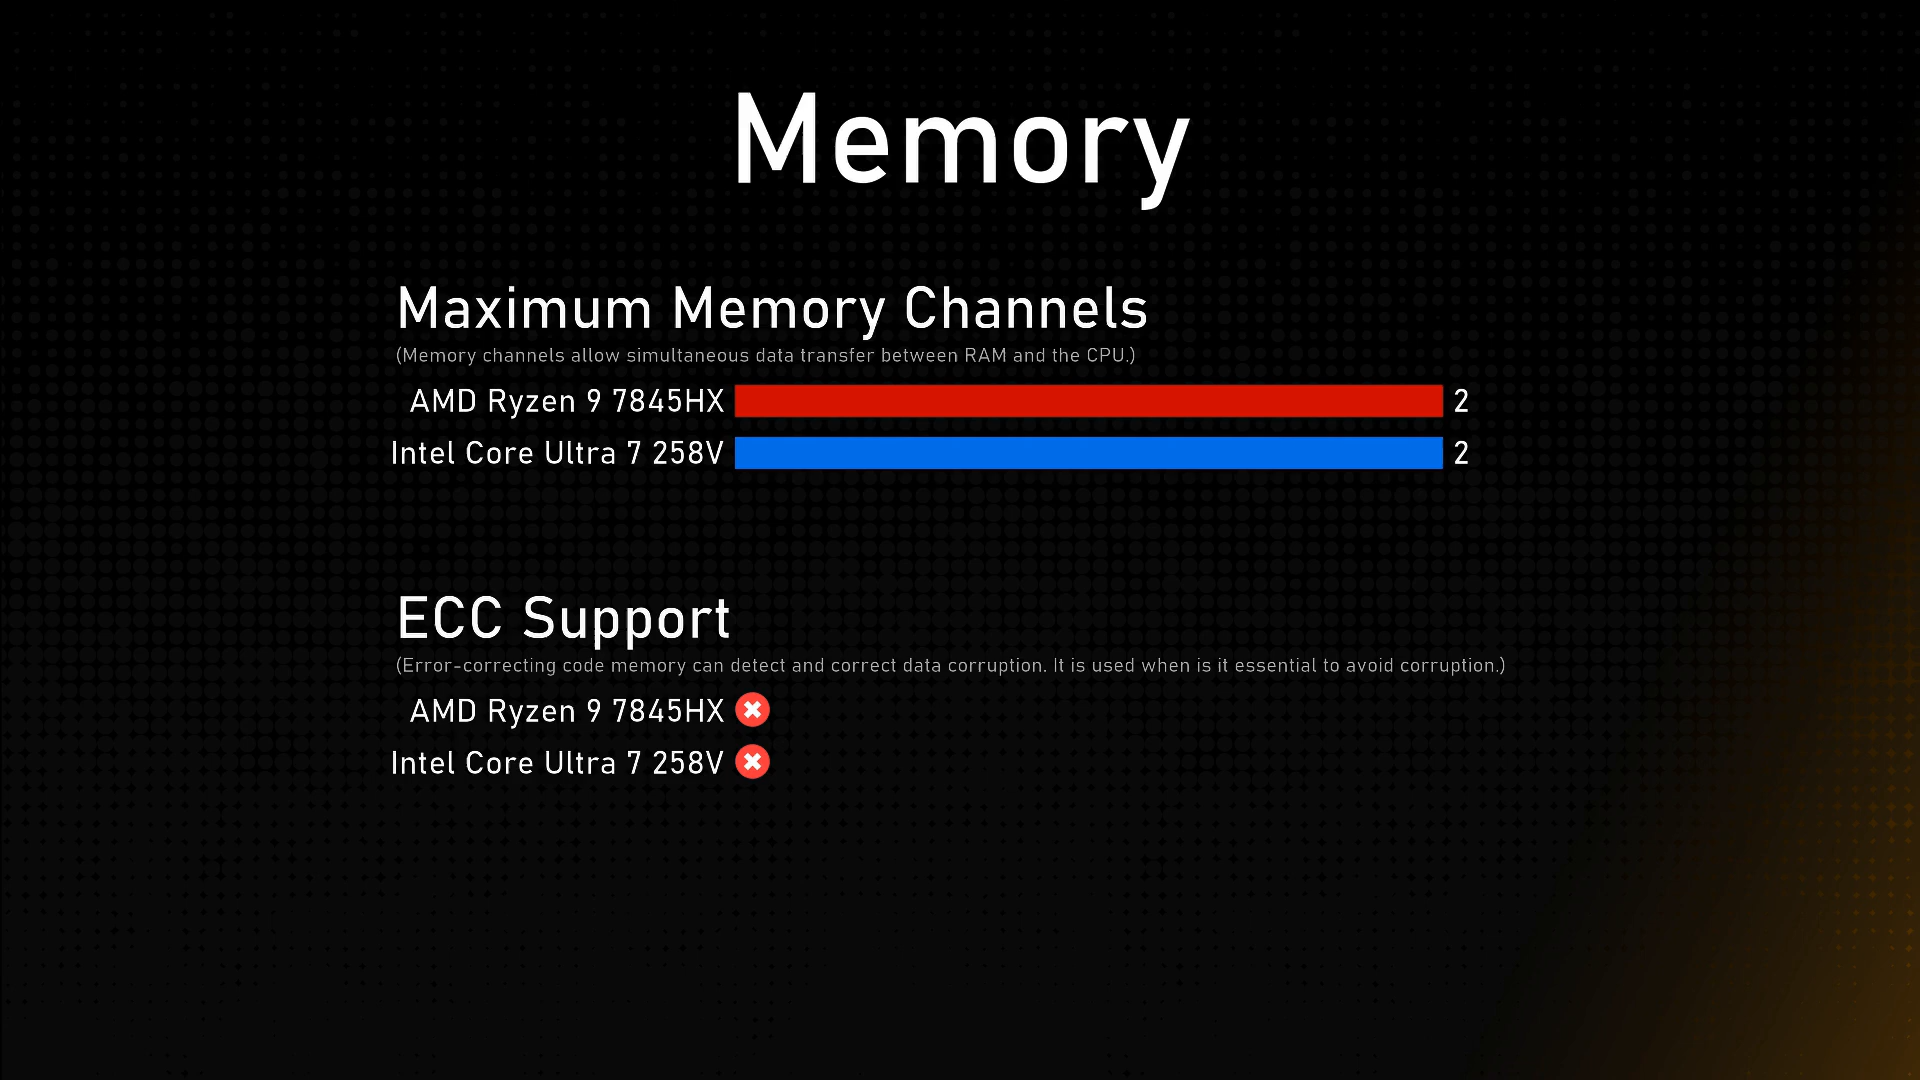 Memory
Maximum Memory Channels
(Memory channels allow simultaneous data transfer between RAM and the CPU.)
AMD Ryzen 9 7845HX 2
Intel Core Ultra 7 258V 2
ECC Support
(Error-correcting code memory can detect and correct data corruption. It is used when is it essential to avoid corruption.)
AMD Ryzen 9 7845HX
Intel Core Ultra 7 258V